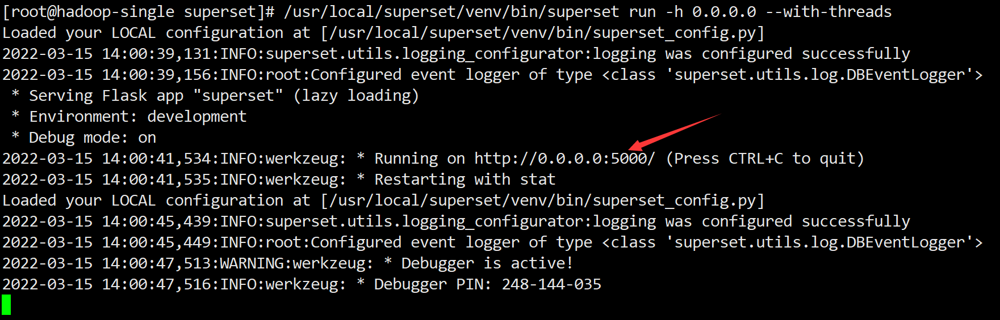 [root@hadoop-single superset]# /usr/local/superset/venv/bin/superset run -h 0.0.0.0 --with-threads
Loaded your LOCAL configuration at [/usr/local/superset/venv/bin/superset_config.py]
2022-03-15 14:00:39,131:INFO:superset.utils.logging_configurator:logging was configured successfully
2022-03-15 14:00:39,156:INFO:root:Configured event logger of type <class 'superset.utils.log.DBEventLogger'>
 * Serving Flask app "superset" (lazy loading)
 * Environment: development
 * Debug mode: on
2022-03-15 14:00:41,534:INFO:werkzeug: * Running on http://0.0.0.0:5000/ (Press CTRL+C to quit)
2022-03-15 14:00:41,535:INFO:werkzeug: * Restarting with stat
Loaded your LOCAL configuration at [/usr/local/superset/venv/bin/superset_config.py]
2022-03-15 14:00:45,439:INFO:superset.utils.logging_configurator:logging was configured successfully
2022-03-15 14:00:45,449:INFO:root:Configured event logger of type <class 'superset.utils.log.DBEventLogger'>
2022-03-15 14:00:47,513:WARNING:werkzeug: * Debugger is active!
2022-03-15 14:00:47,516:INFO:werkzeug: * Debugger PIN: 248-144-035